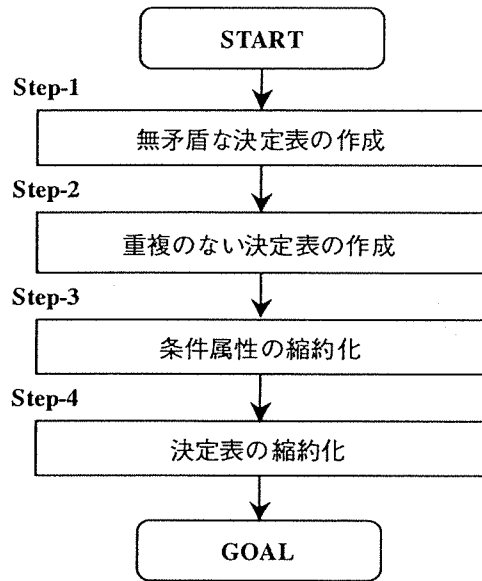 START
Step-1
無矛盾な決定表の作成
Step-2
重複のない決定表の作成
Step-3
条件属性の縮約化
Step-4
決定表の縮約化
GOAL